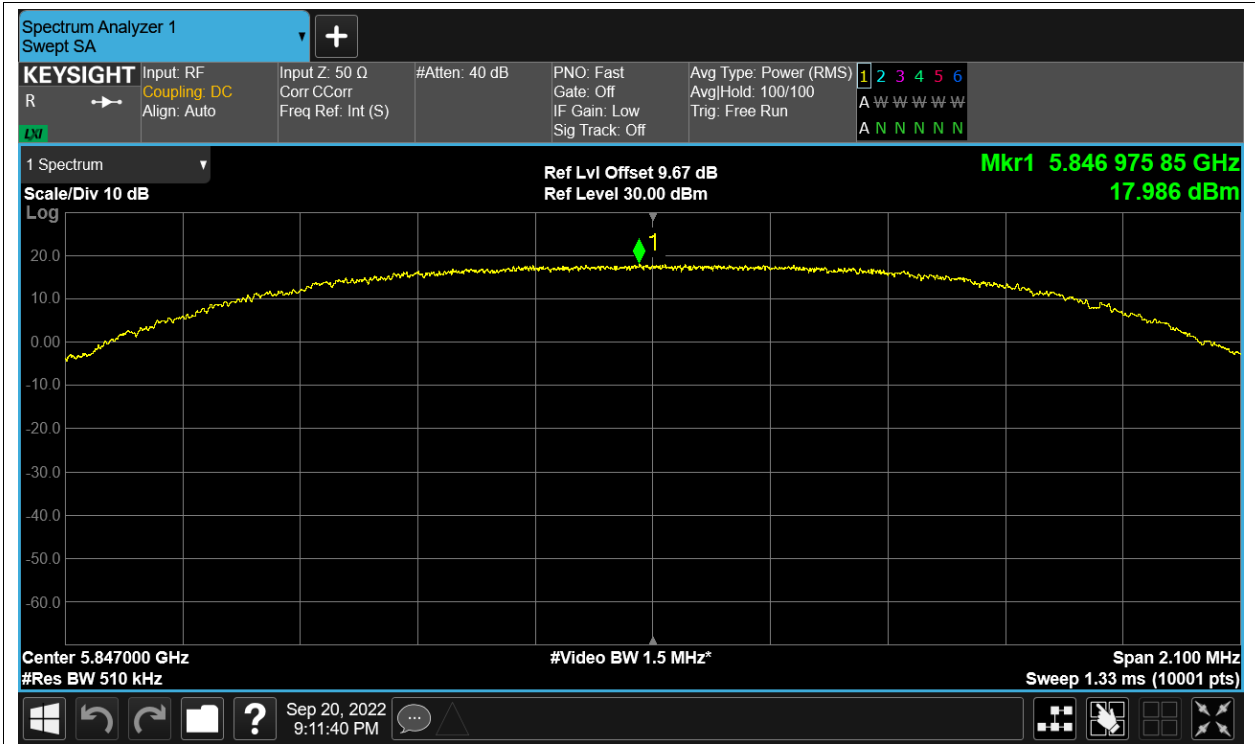 Spectrum Analyzer 1
Swept SA
KEYSIGHT
R
LXI
Input: RF
Coupling: DC
Align: Auto
Input Z: 50 Ω
Corr CCorr
Freq Ref: Int (S)
#Atten: 40 dB
PNO: Fast
Gate: Off
IF Gain: Low
Sig Track: Off
Avg Type: Power (RMS)
Avg|Hold: 100/100
Trig: Free Run
1 2 3 4 5 6
A W W W W W
A N N N N N
1 Spectrum
Scale/Div 10 dB
Log
Ref Lvl Offset 9.67 dB
Ref Level 30.00 dBm
Mkr1 5.846 975 85 GHz
17.986 dBm
1
20.0
10.0
0.00
-10.0
-20.0
-30.0
-40.0
-50.0
-60.0
Center 5.847000 GHz
#Res BW 510 kHz
#Video BW 1.5 MHz*
Span 2.100 MHz
Sweep 1.33 ms (10001 pts)
?
Sep 20, 2022
9:11:40 PM